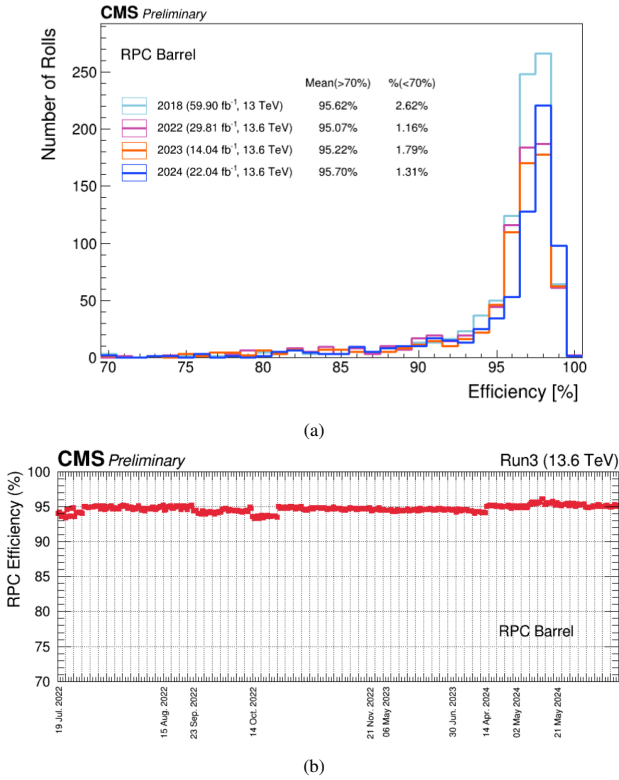 CMS Preliminary
Number of Rolls
RPC Barrel
Mean(>70%) %(<70%)
2018 (59.90 fb⁻¹, 13 TeV) 95.62% 2.62%
2022 (29.81 fb⁻¹, 13.6 TeV) 95.07% 1.16%
2023 (14.04 fb⁻¹, 13.6 TeV) 95.22% 1.79%
2024 (22.04 fb⁻¹, 13.6 TeV) 95.70% 1.31%
250
200
150
100
50
0
70 75 80 85 90 95 100
Efficiency [%]
(a)
CMS Preliminary Run3 (13.6 TeV)
RPC Efficiency (%)
100
95
90
85
80
75
70
RPC Barrel
19 Jul. 2022
15 Aug. 2022
23 Sep. 2022
14 Oct. 2022
21 Nov. 2022
06 May 2023
30 Jun. 2023
14 Apr. 2024
02 May 2024
21 May 2024
(b)